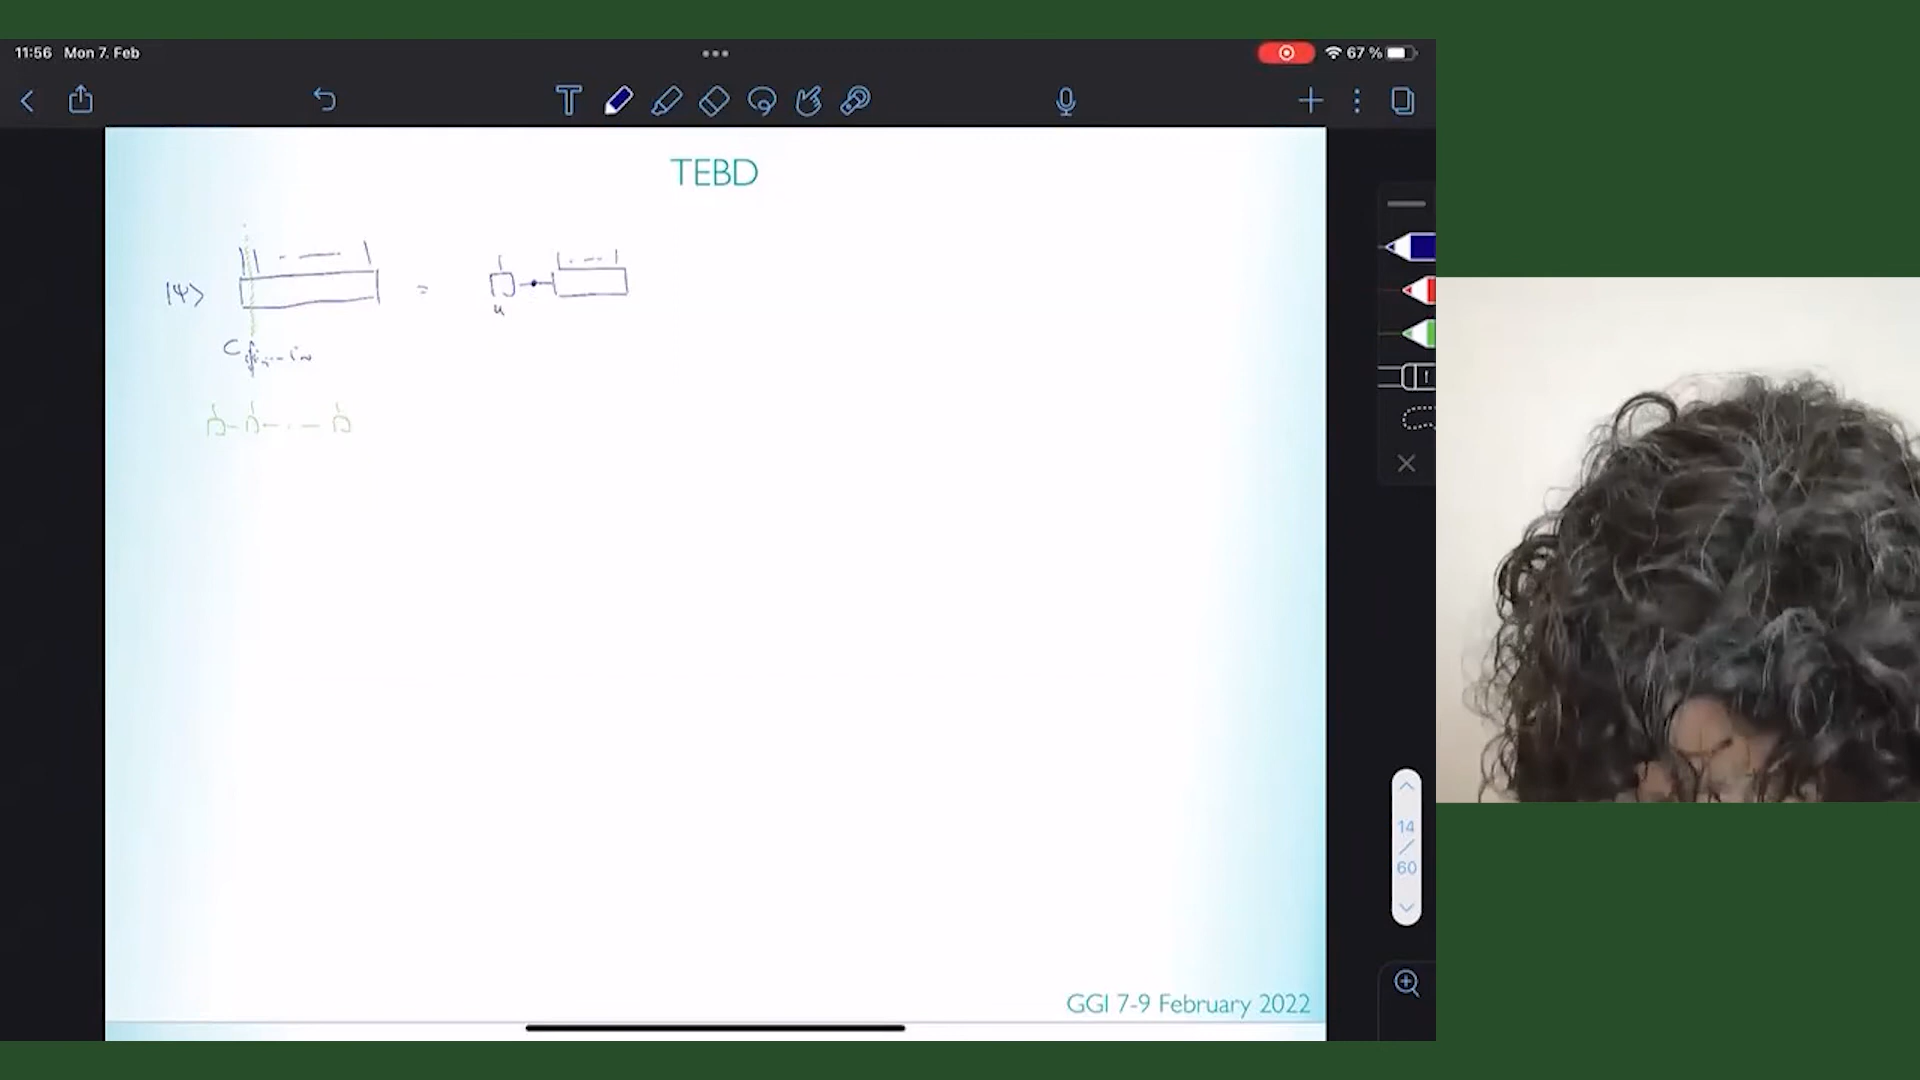 11:56 Mon 7. Feb
67 %
TEBD
|ψ⟩
=
u
14
/
60
GGI 7-9 February 2022